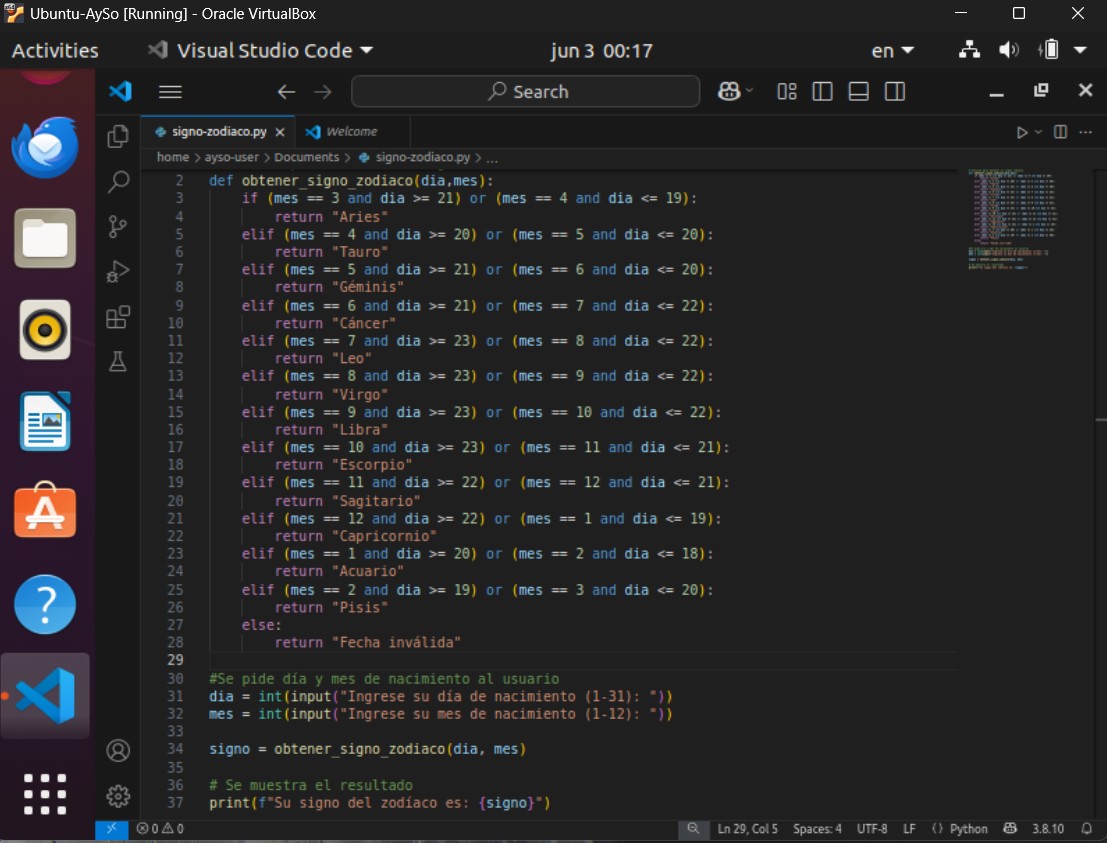 Ubuntu-AySo [Running] - Oracle VirtualBox
Activities Visual Studio Code jun 3 00:17 en
Search
signo-zodiaco.py Welcome
home > ayso-user > Documents > signo-zodiaco.py > ...
2 def obtener_signo_zodiaco(dia,mes):
3 if (mes == 3 and dia >= 21) or (mes == 4 and dia <= 19):
4 return "Aries"
5 elif (mes == 4 and dia >= 20) or (mes == 5 and dia <= 20):
6 return "Tauro"
7 elif (mes == 5 and dia >= 21) or (mes == 6 and dia <= 20):
8 return "Géminis"
9 elif (mes == 6 and dia >= 21) or (mes == 7 and dia <= 22):
10 return "Cáncer"
11 elif (mes == 7 and dia >= 23) or (mes == 8 and dia <= 22):
12 return "Leo"
13 elif (mes == 8 and dia >= 23) or (mes == 9 and dia <= 22):
14 return "Virgo"
15 elif (mes == 9 and dia >= 23) or (mes == 10 and dia <= 22):
16 return "Libra"
17 elif (mes == 10 and dia >= 23) or (mes == 11 and dia <= 21):
18 return "Escorpio"
19 elif (mes == 11 and dia >= 22) or (mes == 12 and dia <= 21):
20 return "Sagitario"
21 elif (mes == 12 and dia >= 22) or (mes == 1 and dia <= 19):
22 return "Capricornio"
23 elif (mes == 1 and dia >= 20) or (mes == 2 and dia <= 18):
24 return "Acuario"
25 elif (mes == 2 and dia >= 19) or (mes == 3 and dia <= 20):
26 return "Pisis"
27 else:
28 return "Fecha inválida"
29
30 #Se pide día y mes de nacimiento al usuario
31 dia = int(input("Ingrese su día de nacimiento (1-31): "))
32 mes = int(input("Ingrese su mes de nacimiento (1-12): "))
33
34 signo = obtener_signo_zodiaco(dia, mes)
35
36 # Se muestra el resultado
37 print(f"Su signo del zodíaco es: {signo}")
0 0 Ln 29, Col 5 Spaces: 4 UTF-8 LF Python 3.8.10